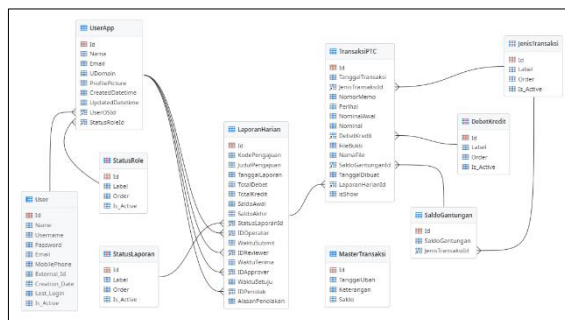 UserApp
Id
Nama
Email
UDomain
ProfilePicture
CreatedDatetime
UpdatedDatetime
UserOSId
StatusRoleId
StatusRole
Id
Label
Order
Is_Active
User
Id
Name
Username
Password
Email
MobilePhone
External_Id
Creation_Date
Last_Login
Is_Active
StatusLaporan
Id
Label
Order
Is_Active
LaporanHarian
Id
KodePengajuan
JudulPengajuan
TanggalLaporan
TotalDebet
TotalKredit
SaldoAwal
SaldoAkhir
StatusLaporanId
IDOperator
WaktuSubmit
IDReviewer
WaktuTerima
IDApprover
WaktuSetuju
IDPenolak
AlasanPenolakan
TransaksiPTC
Id
TanggalTransaksi
JenisTransaksiId
NomorMemo
Perihal
NominalAwal
Nominal
DebetKredit
FileBukti
NamaFile
SaldoGantunganId
TanggalDibuat
LaporanHarianId
IsShow
MasterTransaksi
Id
TanggalUbah
Keterangan
Saldo
JenisTransaksi
Id
Label
Order
Is_Active
DebetKredit
Id
Label
Order
Is_Active
SaldoGantungan
Id
SaldoGantungan
JenisTransaksiId